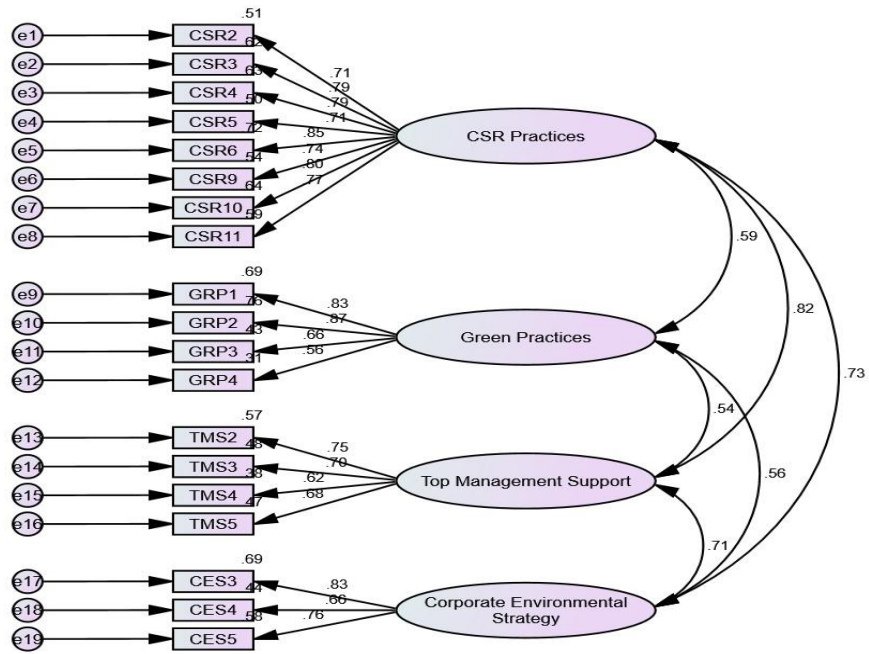 .51
e1 CSR2
.62
e2 CSR3
.63
e3 CSR4
.50
e4 CSR5
.72
e5 CSR6
.54
e6 CSR9
.64
e7 CSR10
.59
e8 CSR11
.71
.79
.79
.71
.85
.74
.80
.77
CSR Practices
.69
e9 GRP1
.76
e10 GRP2
.43
e11 GRP3
.31
e12 GRP4
.83
.87
.66
.56
Green Practices
.57
e13 TMS2
.48
e14 TMS3
.38
e15 TMS4
.47
e16 TMS5
.75
.70
.62
.68
Top Management Support
.69
e17 CES3
.44
e18 CES4
.58
e19 CES5
.83
.66
.76
Corporate Environmental
Strategy
.59
.82
.73
.54
.56
.71